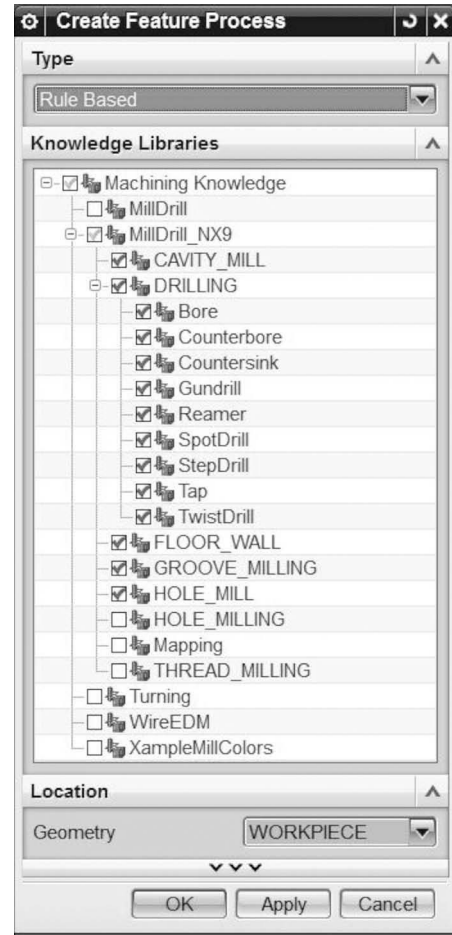 Create Feature Process
Type
Rule Based
Knowledge Libraries
Machining Knowledge
MillDrill
MillDrill_NX9
CAVITY_MILL
DRILLING
Bore
Counterbore
Countersink
Gundrill
Reamer
SpotDrill
StepDrill
Tap
TwistDrill
FLOOR_WALL
GROOVE_MILLING
HOLE_MILL
HOLE_MILLING
Mapping
THREAD_MILLING
Turning
WireEDM
XampleMillColors
Location
Geometry WORKPIECE
OK Apply Cancel